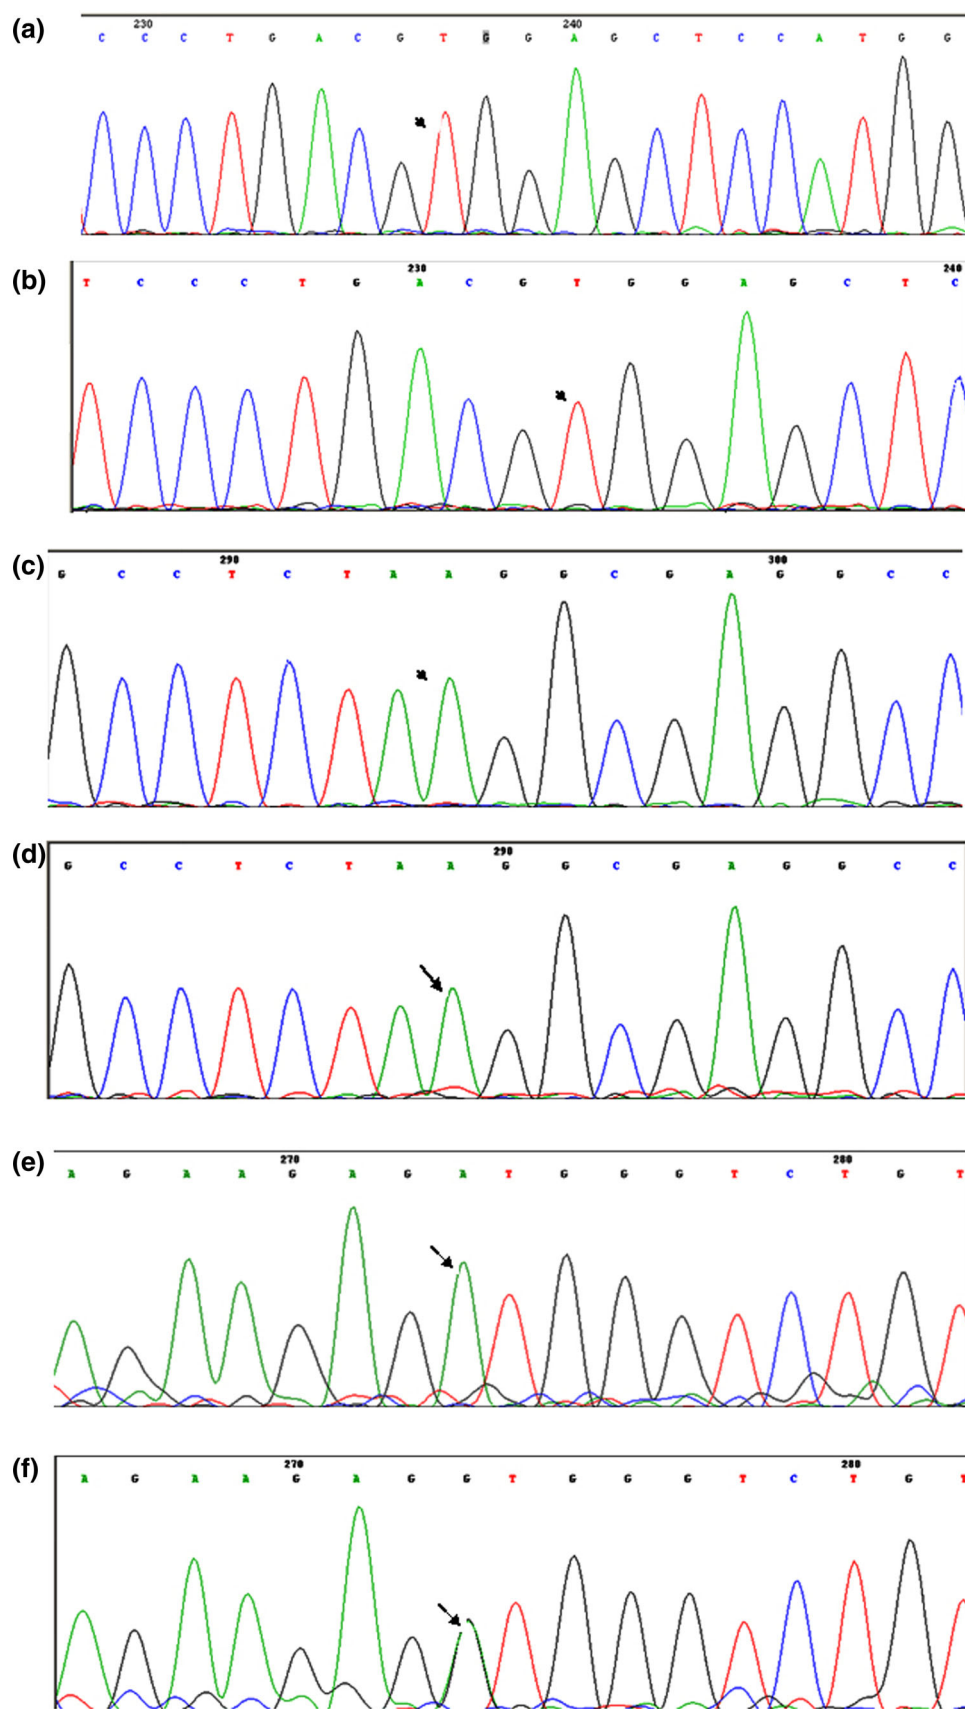 (a)
230 240
C C C T G A C G T G G A G C T C C A T G G
(b)
230 240
T C C C T G A C G T G G A G C T C
(c)
290 300
G C C T C T A A G G C G A G G C C
(d)
290
G C C T C T A A G G C G A G G C C
(e)
270 280
A G A A G A G A T G G G T C T G T
(f)
270 280
A G A A G A G G T G G G T C T G T